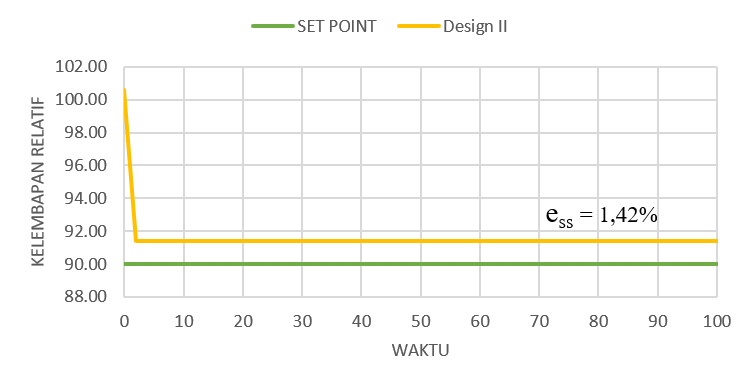 SET POINT Design II
102.00
100.00
98.00
96.00
94.00
92.00
90.00
88.00
KELEMBAPAN RELATIF
ess = 1,42%
0 10 20 30 40 50 60 70 80 90 100
WAKTU